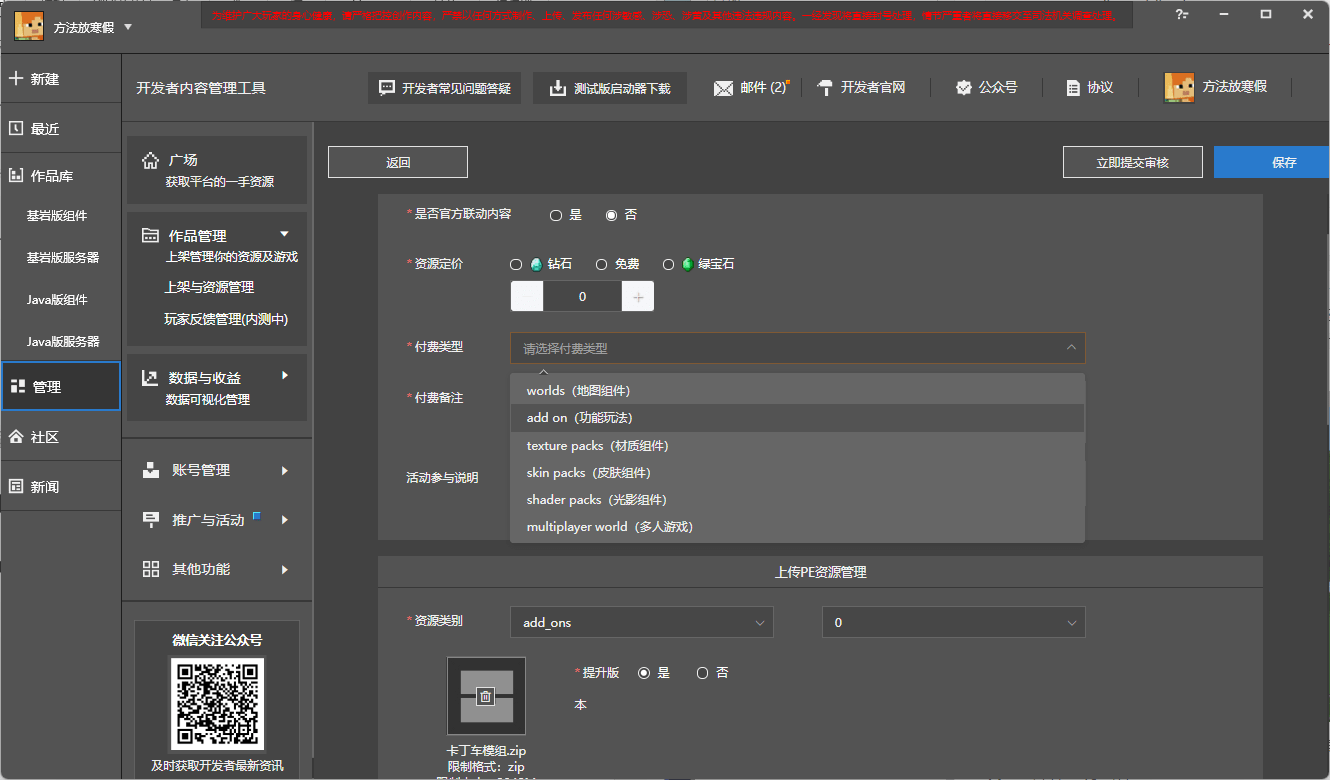 方法放寒假
?-
新建
最近
作品库
基岩版组件
基岩版服务器
Java版组件
Java版服务器
管理
社区
新闻
开发者内容管理工具
开发者常见问题答疑
测试版启动器下载
邮件 (2)
开发者官网
公众号
协议
方法放寒假
广场
获取平台的一手资源
作品管理
上架管理你的资源及游戏
上架与资源管理
玩家反馈管理(内测中)
数据与收益
数据可视化管理
账号管理
推广与活动
其他功能
微信关注公众号
及时获取开发者最新资讯
返回
立即提交审核
保存
*是否官方联动内容 是 否
*资源定价 钻石 免费 绿宝石
0 +
*付费类型 请选择付费类型
worlds（地图组件）
add on（功能玩法）
texture packs（材质组件）
skin packs（皮肤组件）
shader packs（光影组件）
multiplayer world（多人游戏）
*付费备注
活动参与说明
上传PE资源管理
*资源类别 add_ons 0
*提升版 是 否
本
卡丁车模组.zip
限制格式：zip